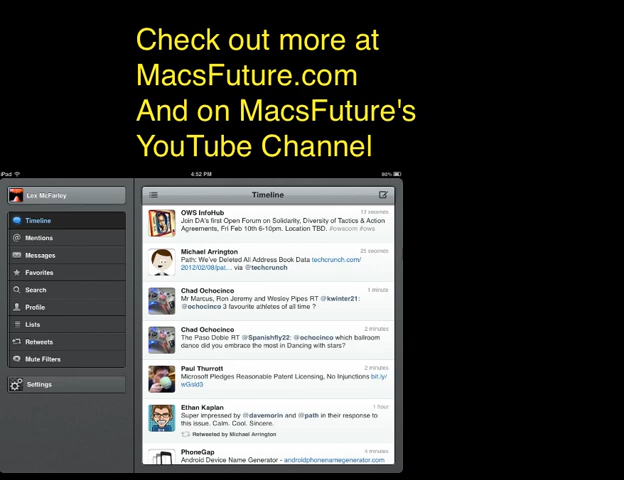 Check out more at
MacsFuture.com
And on MacsFuture's
YouTube Channel
iPad
4:52 PM
90%
Lex McFarley
Timeline
Mentions
Messages
Favorites
Search
Profile
Lists
Retweets
Mute Filters
Settings
Timeline
OWS InfoHub
13 seconds
Join DA's first Open Forum on Solidarity, Diversity of Tactics & Action
Agreements, Fri Feb 10th 6-10pm. Location TBD. #owscom #ows
Michael Arrington
25 seconds
Path: We've Deleted All Address Book Data techcrunch.com/
2012/02/08/pat... via @techcrunch
Chad Ochocinco
1 minute
Mr Marcus, Ron Jeremy and Wesley Pipes RT @kwinter21:
@ochocinco 3 favourite athletes of all time ?
Chad Ochocinco
2 minutes
The Paso Doble RT @Spanishfly22: @ochocinco which ballroom
dance did you embrace the most in Dancing with stars?
Paul Thurrott
2 minutes
Microsoft Pledges Reasonable Patent Licensing, No Injunctions bit.ly/
wGsld3
Ethan Kaplan
1 hour
Super impressed by @davemorin and @path in their response to
this issue. Calm. Cool. Sincere.
Retweeted by Michael Arrington
PhoneGap
4 minutes
Android Device Name Generator - androidphonenamegenerator.com